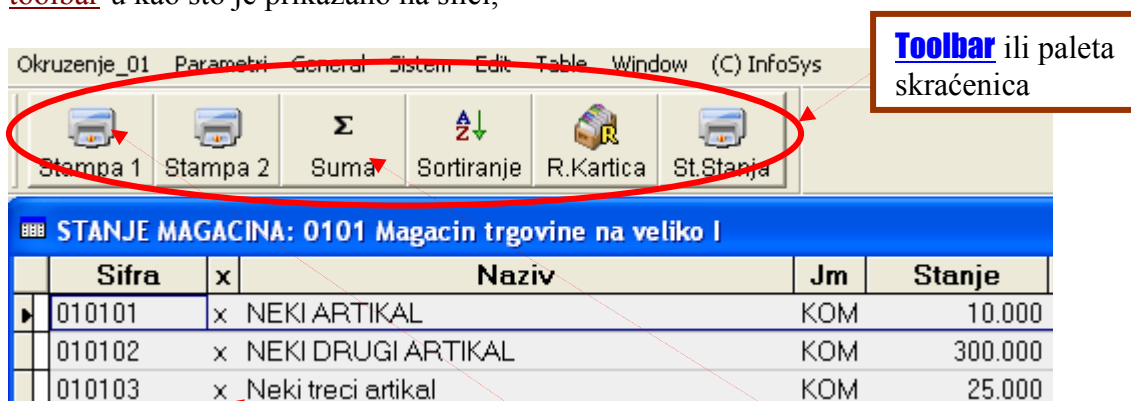 toolbar-u kao što je prikazano na slici,
Toolbar ili paleta
skraćenica
Okruzenje_01 Parametri General Sistem Edit Table Window (C) InfoSys
Stampa 1 Stampa 2 Suma Sortiranje R.Kartica St.Stanja
STANJE MAGACINA: 0101 Magacin trgovine na veliko I
Sifra x Naziv Jm Stanje
010101 x NEKI ARTIKAL KOM 10.000
010102 x NEKI DRUGI ARTIKAL KOM 300.000
010103 x Neki treci artikal KOM 25.000